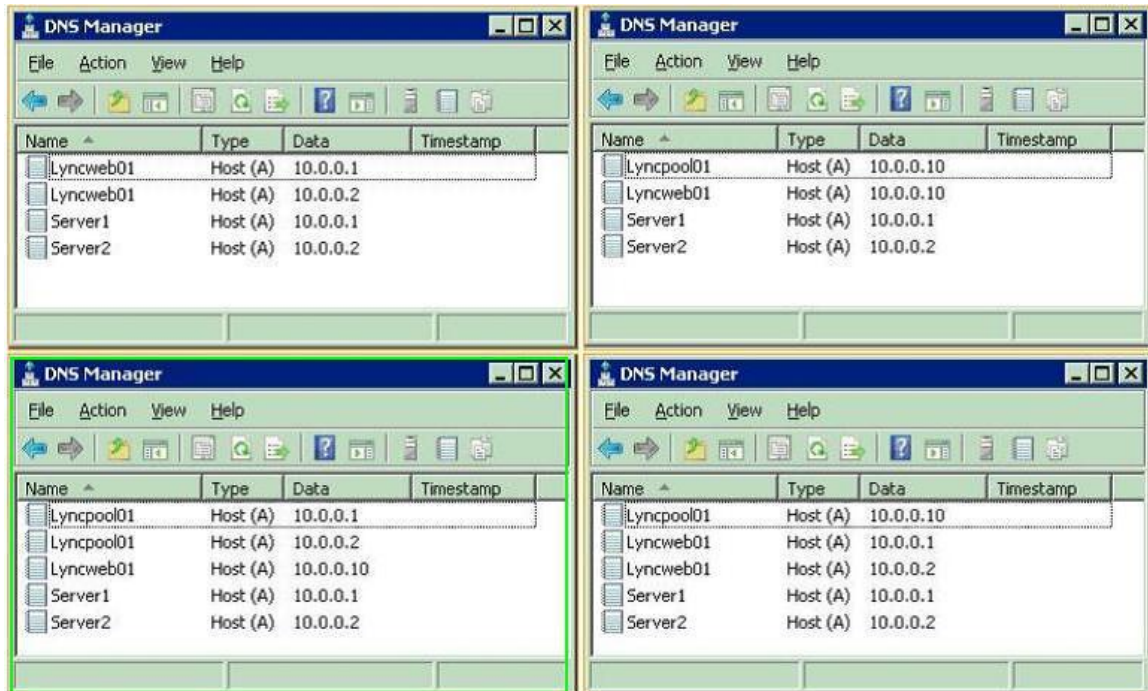 DNS Manager
File Action View Help
Name Type Data Timestamp
Lyncweb01 Host (A) 10.0.0.1
Lyncweb01 Host (A) 10.0.0.2
Server1 Host (A) 10.0.0.1
Server2 Host (A) 10.0.0.2
DNS Manager
File Action View Help
Name Type Data Timestamp
Lyncpool01 Host (A) 10.0.0.10
Lyncweb01 Host (A) 10.0.0.10
Server1 Host (A) 10.0.0.1
Server2 Host (A) 10.0.0.2
DNS Manager
File Action View Help
Name Type Data Timestamp
Lyncpool01 Host (A) 10.0.0.1
Lyncpool01 Host (A) 10.0.0.2
Lyncweb01 Host (A) 10.0.0.10
Server1 Host (A) 10.0.0.1
Server2 Host (A) 10.0.0.2
DNS Manager
File Action View Help
Name Type Data Timestamp
Lyncpool01 Host (A) 10.0.0.10
Lyncweb01 Host (A) 10.0.0.1
Lyncweb01 Host (A) 10.0.0.2
Server1 Host (A) 10.0.0.1
Server2 Host (A) 10.0.0.2